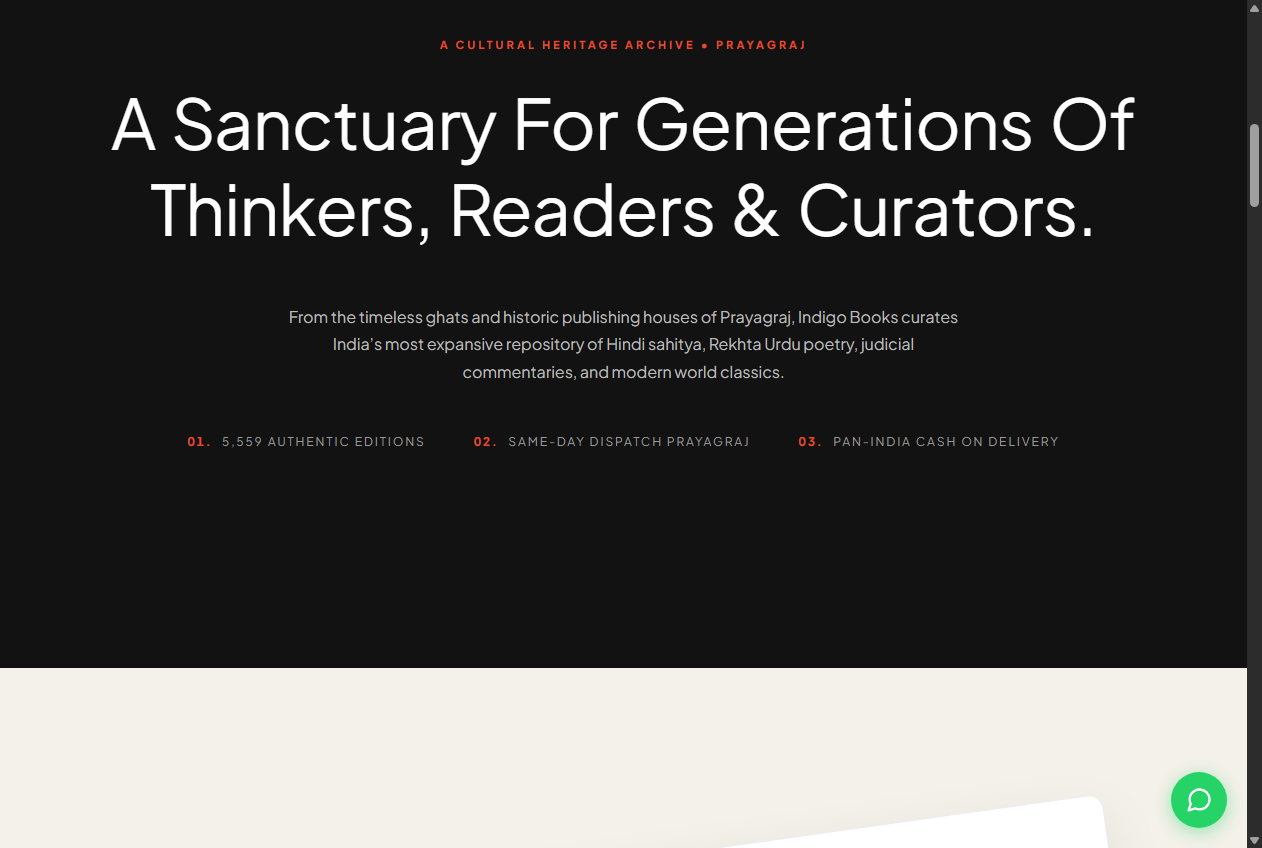 A CULTURAL HERITAGE ARCHIVE • PRAYAGRAJ
A Sanctuary For Generations Of
Thinkers, Readers & Curators.
From the timeless ghats and historic publishing houses of Prayagraj, Indigo Books curates
India's most expansive repository of Hindi sahitya, Rekhta Urdu poetry, judicial
commentaries, and modern world classics.
01. 5,559 AUTHENTIC EDITIONS 02. SAME-DAY DISPATCH PRAYAGRAJ 03. PAN-INDIA CASH ON DELIVERY